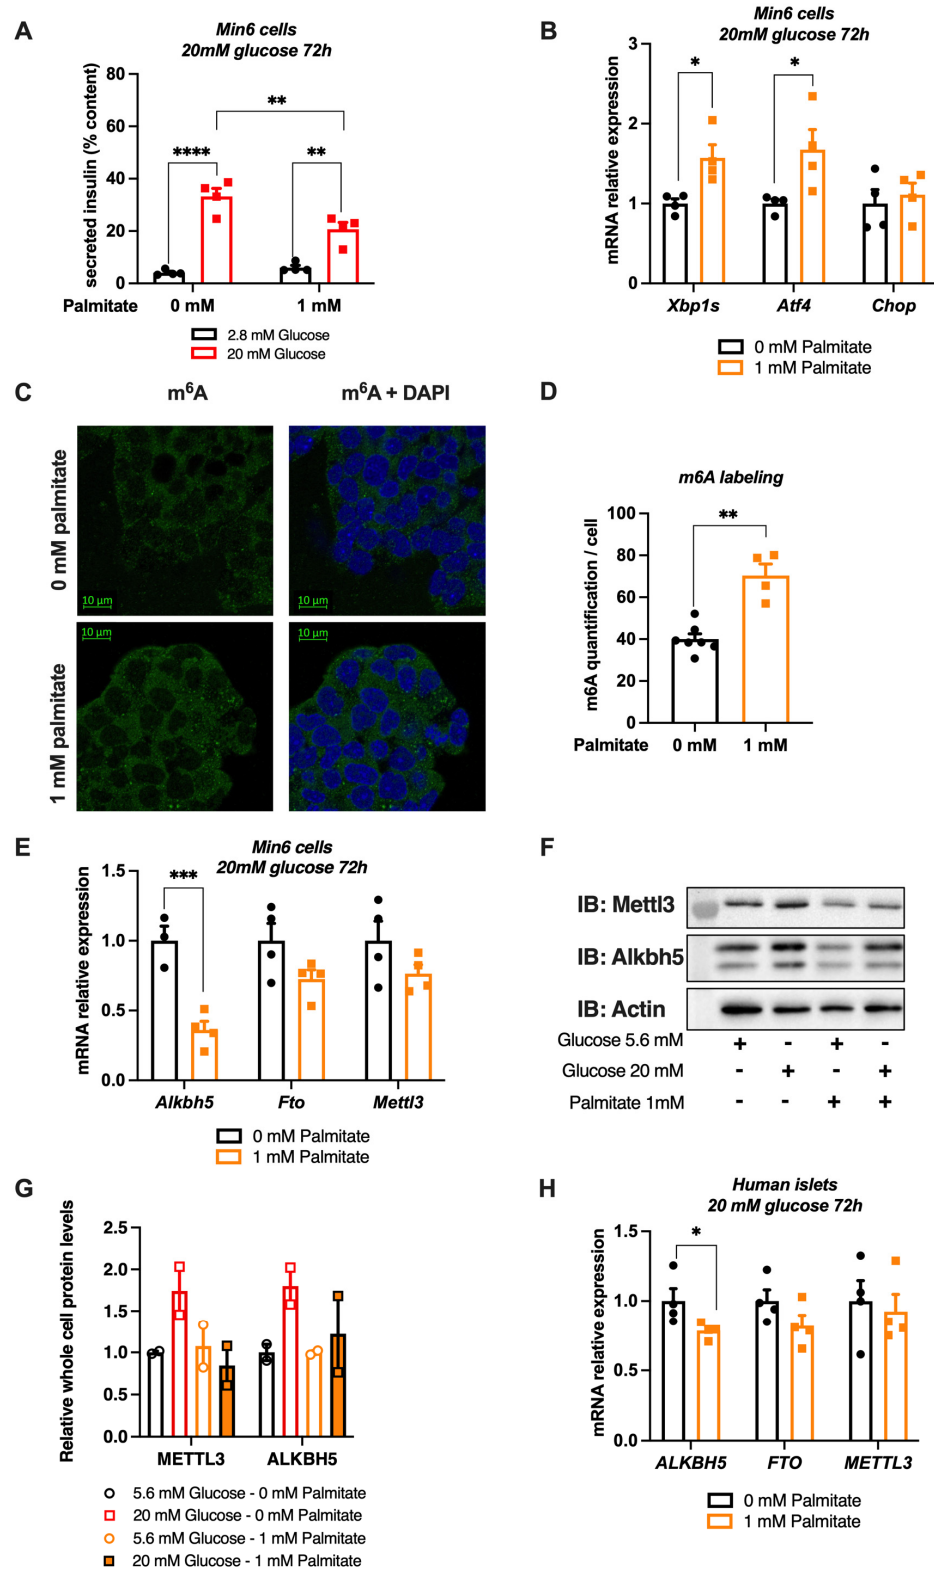 A
Min6 cells
20mM glucose 72h
secreted insulin (% content)
80
60
40
20
0
**
****
**
Palmitate 0 mM 1 mM
2.8 mM Glucose
20 mM Glucose
B
Min6 cells
20mM glucose 72h
mRNA relative expression
3
2
1
0
*
*
Xbp1s Atf4 Chop
0 mM Palmitate
1 mM Palmitate
C
m⁶A m⁶A + DAPI
0 mM palmitate
10 µm 10 µm
1 mM palmitate
10 µm 10 µm
D
m6A labeling
m6A quantification / cell
100
80
60
40
20
0
**
Palmitate 0 mM 1 mM
E
Min6 cells
20mM glucose 72h
mRNA relative expression
1.5
1.0
0.5
0.0
***
Alkbh5 Fto Mettl3
0 mM Palmitate
1 mM Palmitate
F
IB: Mettl3
IB: Alkbh5
IB: Actin
Glucose 5.6 mM + - + -
Glucose 20 mM - + - +
Palmitate 1mM - - + +
G
Relative whole cell protein levels
2.5
2.0
1.5
1.0
0.5
0.0
METTL3 ALKBH5
5.6 mM Glucose - 0 mM Palmitate
20 mM Glucose - 0 mM Palmitate
5.6 mM Glucose - 1 mM Palmitate
20 mM Glucose - 1 mM Palmitate
H
Human islets
20 mM glucose 72h
mRNA relative expression
1.5
1.0
0.5
0.0
*
ALKBH5 FTO METTL3
0 mM Palmitate
1 mM Palmitate